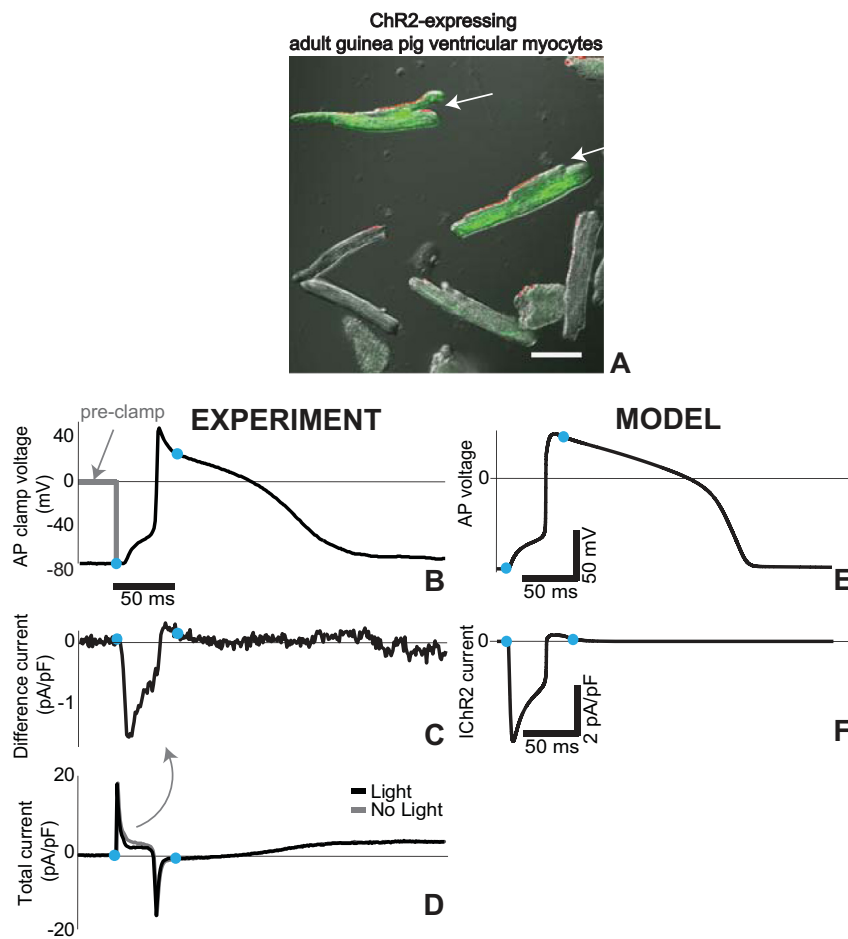 ChR2-expressing
adult guinea pig ventricular myocytes
A
EXPERIMENT
MODEL
pre-clamp
AP clamp voltage
(mV)
40
0
-40
-80
50 ms
B
AP voltage
0
50 mV
50 ms
E
Difference current
(pA/pF)
0
-1
C
IChR2 current
0
2 pA/pF
50 ms
F
Total current
(pA/pF)
20
0
-20
Light
No Light
D